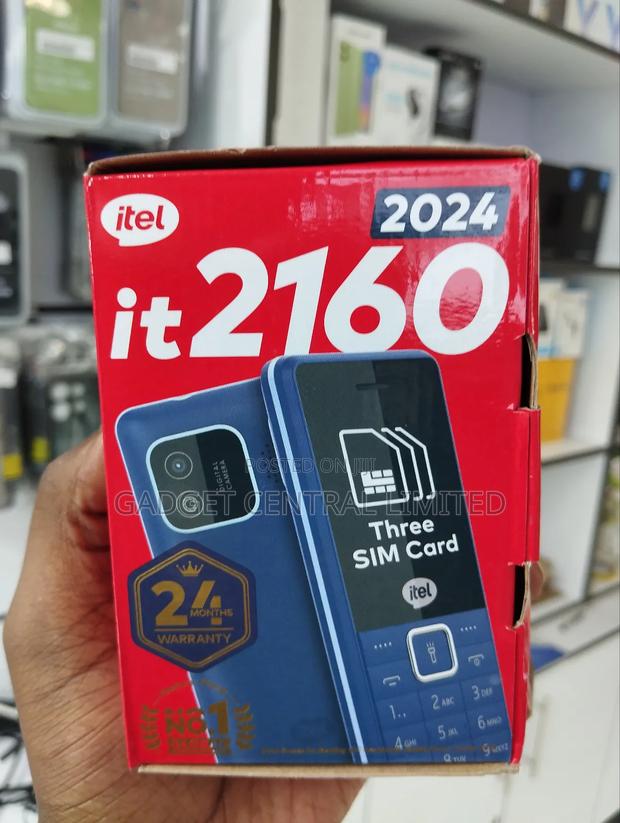 itel
2024
it2160
DIGITAL
CAMERA
POSTED ON JIJI
GADGET CENTRAL LIMITED
Three
SIM Card
itel
24
MONTHS
WARRANTY
NO.1
1
2 ABC
3 DEF
4 GHI
5 JKL
6 MNO